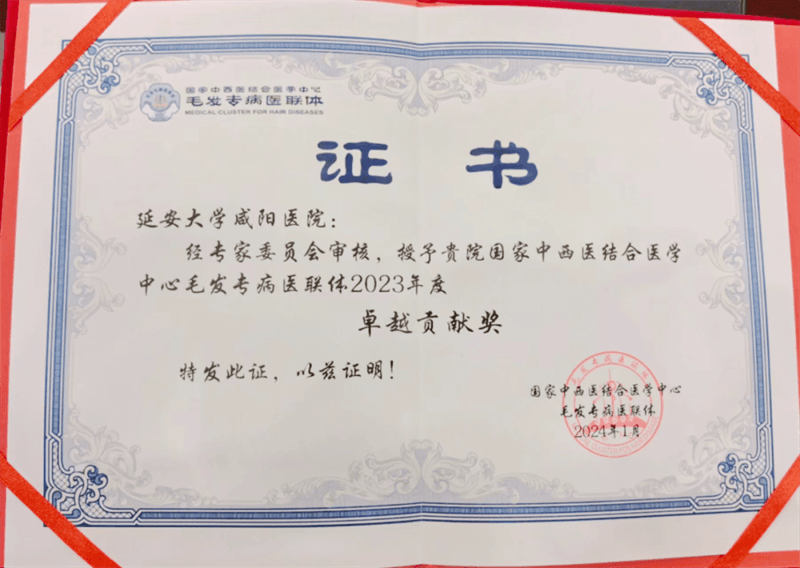 国家中西医结合医学中心
毛发专病医联体
MEDICAL CLUSTER FOR HAIR DISEASES
证 书
延安大学咸阳医院：
经专家委员会审核，授予贵院国家中西医结合医学
中心毛发专病医联体2023年度
卓越贡献奖
特发此证，以兹证明！
国家中西医结合医学中心
毛发专病医联体
2024年1月